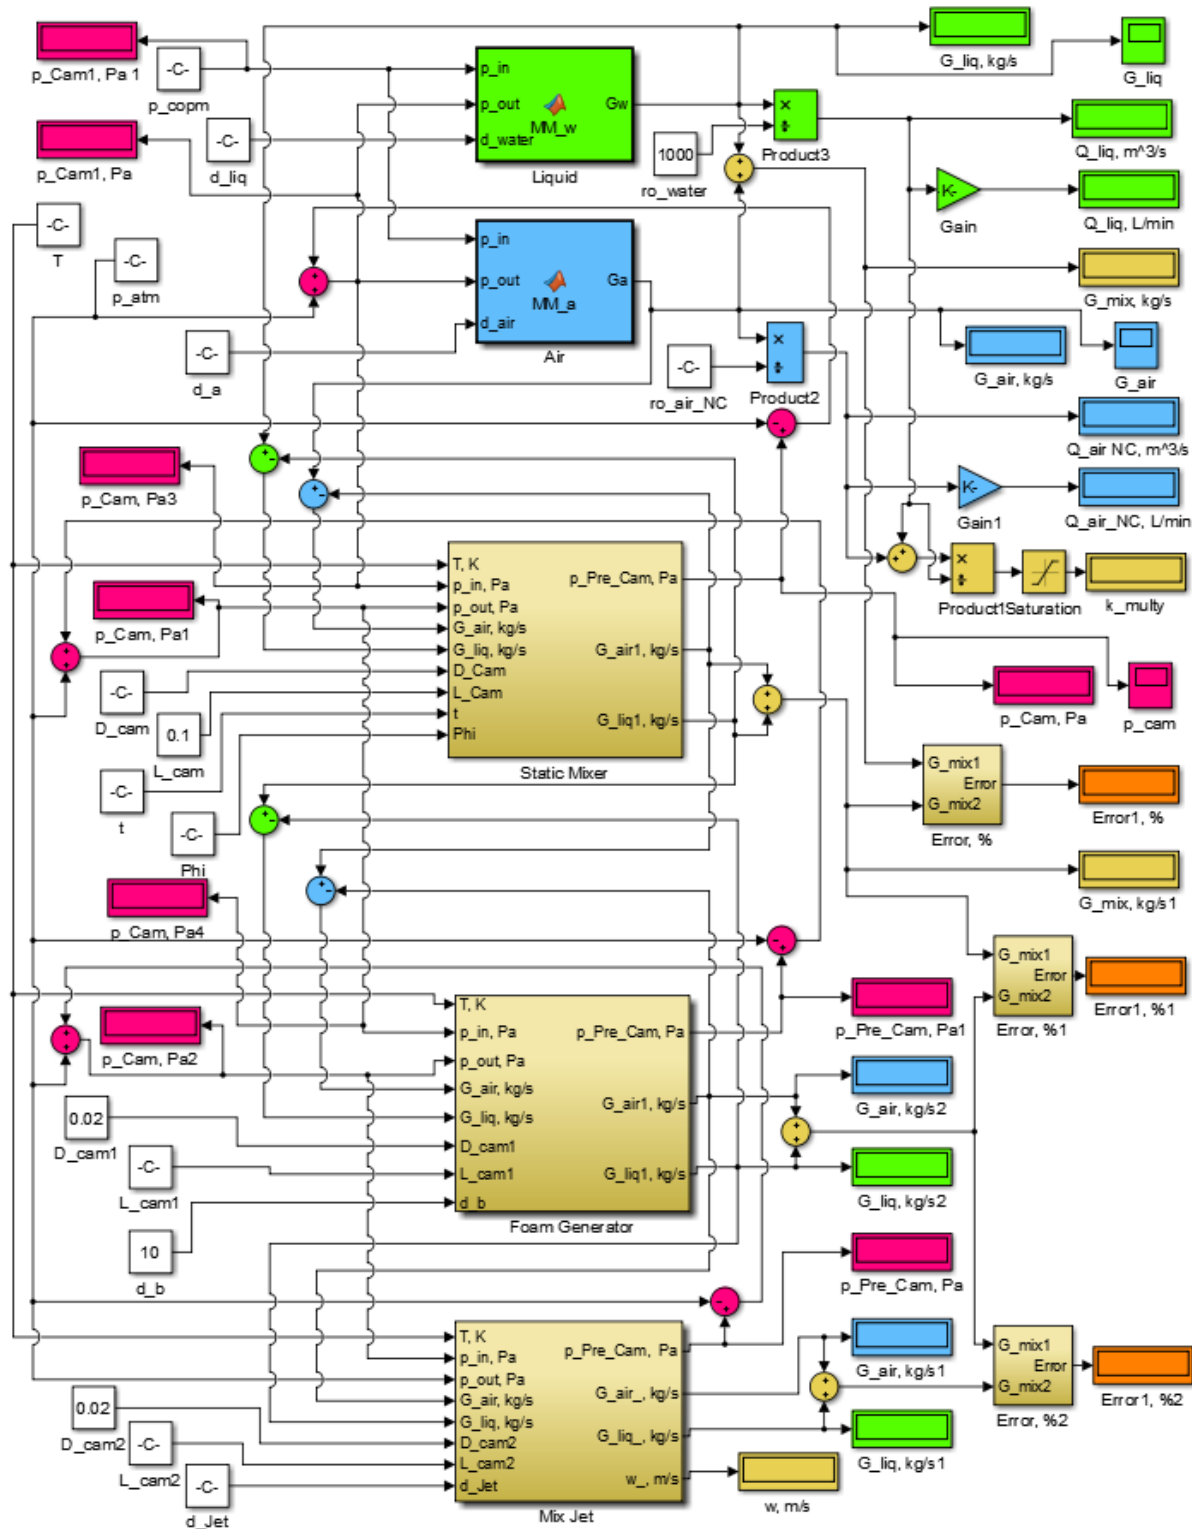 p_Cam1, Pa 1
-C-
p_copm
p_Cam1, Pa
-C-
d_liq
-C-
T
-C-
p_atm
-C-
d_a
p_in
p_out
d_water
MM_w
Gw
Liquid
p_in
p_out
d_air
MM_a
Ga
Air
1000
ro_water
×
÷
Product3
-C-
ro_air_NC
×
÷
Product2
G_liq, kg/s
G_liq
Q_liq, m^3/s
K-
Gain
Q_liq, L/min
G_mix, kg/s
G_air, kg/s
G_air
Q_air NC, m^3/s
K-
Gain1
Q_air_NC, L/min
×
÷
Product1
Saturation
k_multy
p_Cam, Pa3
p_Cam, Pa1
-C-
D_cam
0.1
L_cam
-C-
t
-C-
Phi
T, K
p_in, Pa
p_out, Pa
G_air, kg/s
G_liq, kg/s
D_Cam
L_Cam
t
Phi
p_Pre_Cam, Pa
G_air1, kg/s
G_liq1, kg/s
Static Mixer
p_Cam, Pa
p_cam
G_mix1
Error
G_mix2
Error, %
Error1, %
G_mix, kg/s1
G_mix1
Error
G_mix2
Error, %1
Error1, %1
p_Cam, Pa4
p_Cam, Pa2
0.02
D_cam1
-C-
L_cam1
10
d_b
T, K
p_in, Pa
p_out, Pa
G_air, kg/s
G_liq, kg/s
D_cam1
L_cam1
d_b
p_Pre_Cam, Pa
G_air1, kg/s
G_liq1, kg/s
Foam Generator
p_Pre_Cam, Pa1
G_air, kg/s2
G_liq, kg/s2
p_Pre_Cam, Pa
0.02
D_cam2
-C-
L_cam2
-C-
d_Jet
T, K
p_in, Pa
p_out, Pa
G_air, kg/s
G_liq, kg/s
D_cam2
L_cam2
d_Jet
p_Pre_Cam, Pa
G_air_, kg/s
G_liq_, kg/s
w_, m/s
Mix Jet
G_air, kg/s1
G_liq, kg/s1
w, m/s
G_mix1
Error
G_mix2
Error, %2
Error1, %2